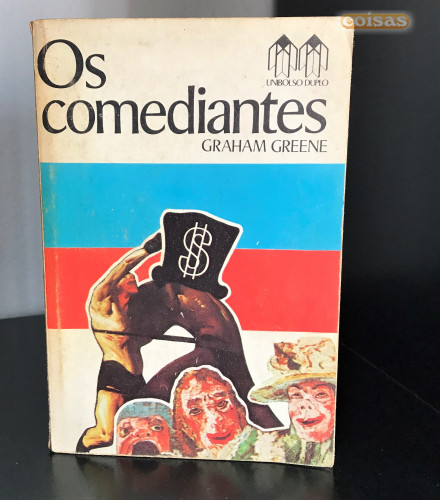 coisas
Os
comediantes
UNIBOLSO DUPLO
GRAHAM GREENE
$